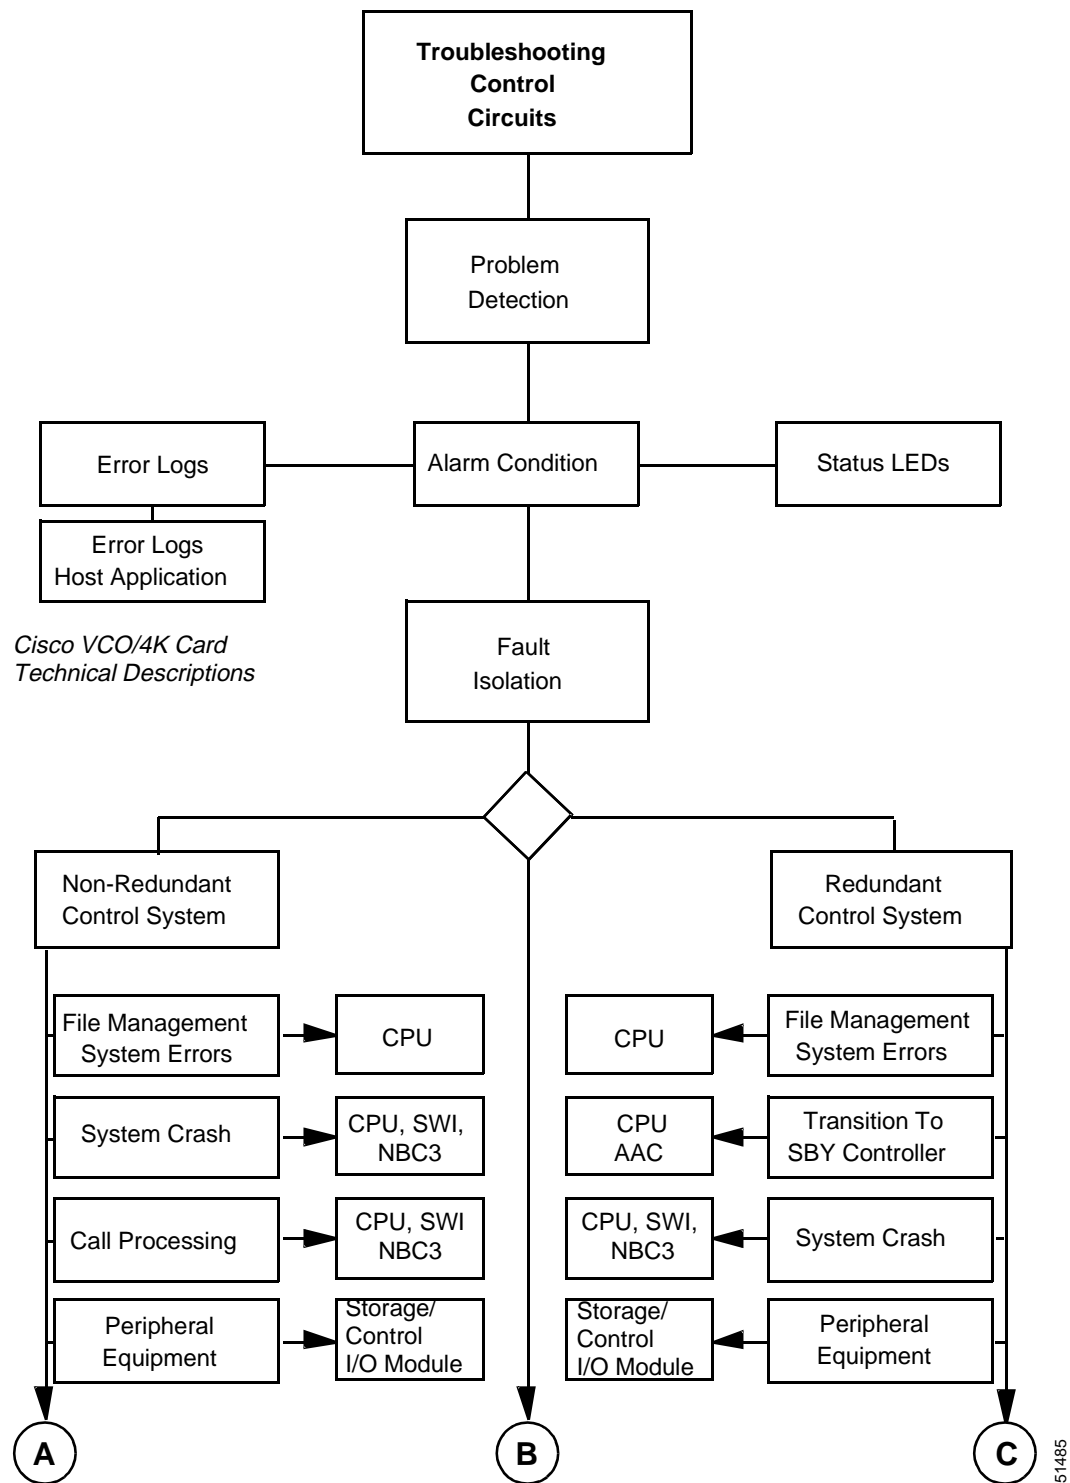 Troubleshooting
Control
Circuits
Problem
Detection
Error Logs
Alarm Condition
Status LEDs
Error Logs
Host Application
Cisco VCO/4K Card
Technical Descriptions
Fault
Isolation
Non-Redundant
Control System
Redundant
Control System
File Management
System Errors
CPU
CPU
File Management
System Errors
System Crash
CPU, SWI,
NBC3
CPU
AAC
Transition To
SBY Controller
Call Processing
CPU, SWI
NBC3
CPU, SWI,
NBC3
System Crash
Peripheral
Equipment
Storage/
Control
I/O Module
Storage/
Control
I/O Module
Peripheral
Equipment
A
B
C
51485